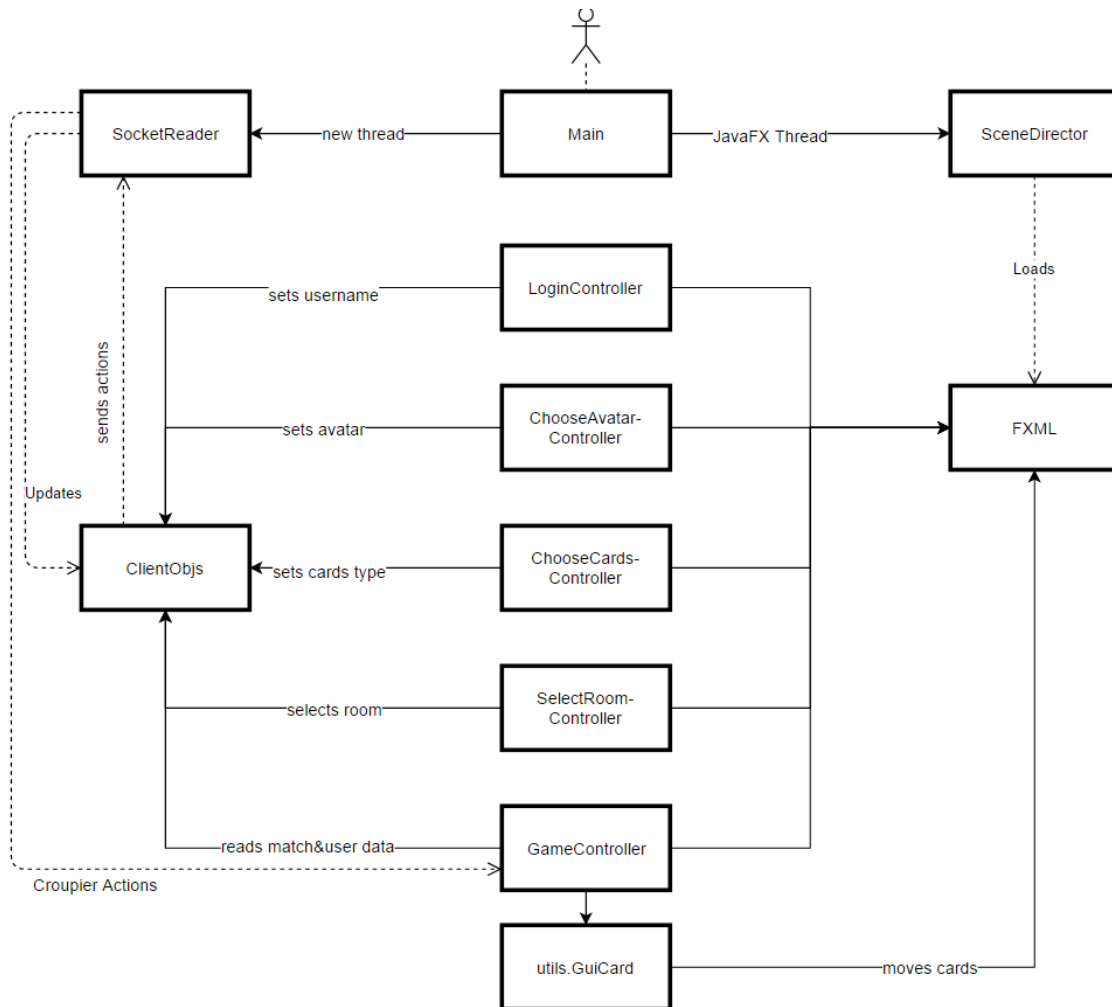 SocketReader
new thread
Main
JavaFX Thread
SceneDirector
Loads
sets username
LoginController
sends actions
sets avatar
ChooseAvatar-
Controller
FXML
Updates
ClientObjs
sets cards type
ChooseCards-
Controller
selects room
SelectRoom-
Controller
reads match&user data
GameController
Croupier Actions
utils.GuiCard
moves cards